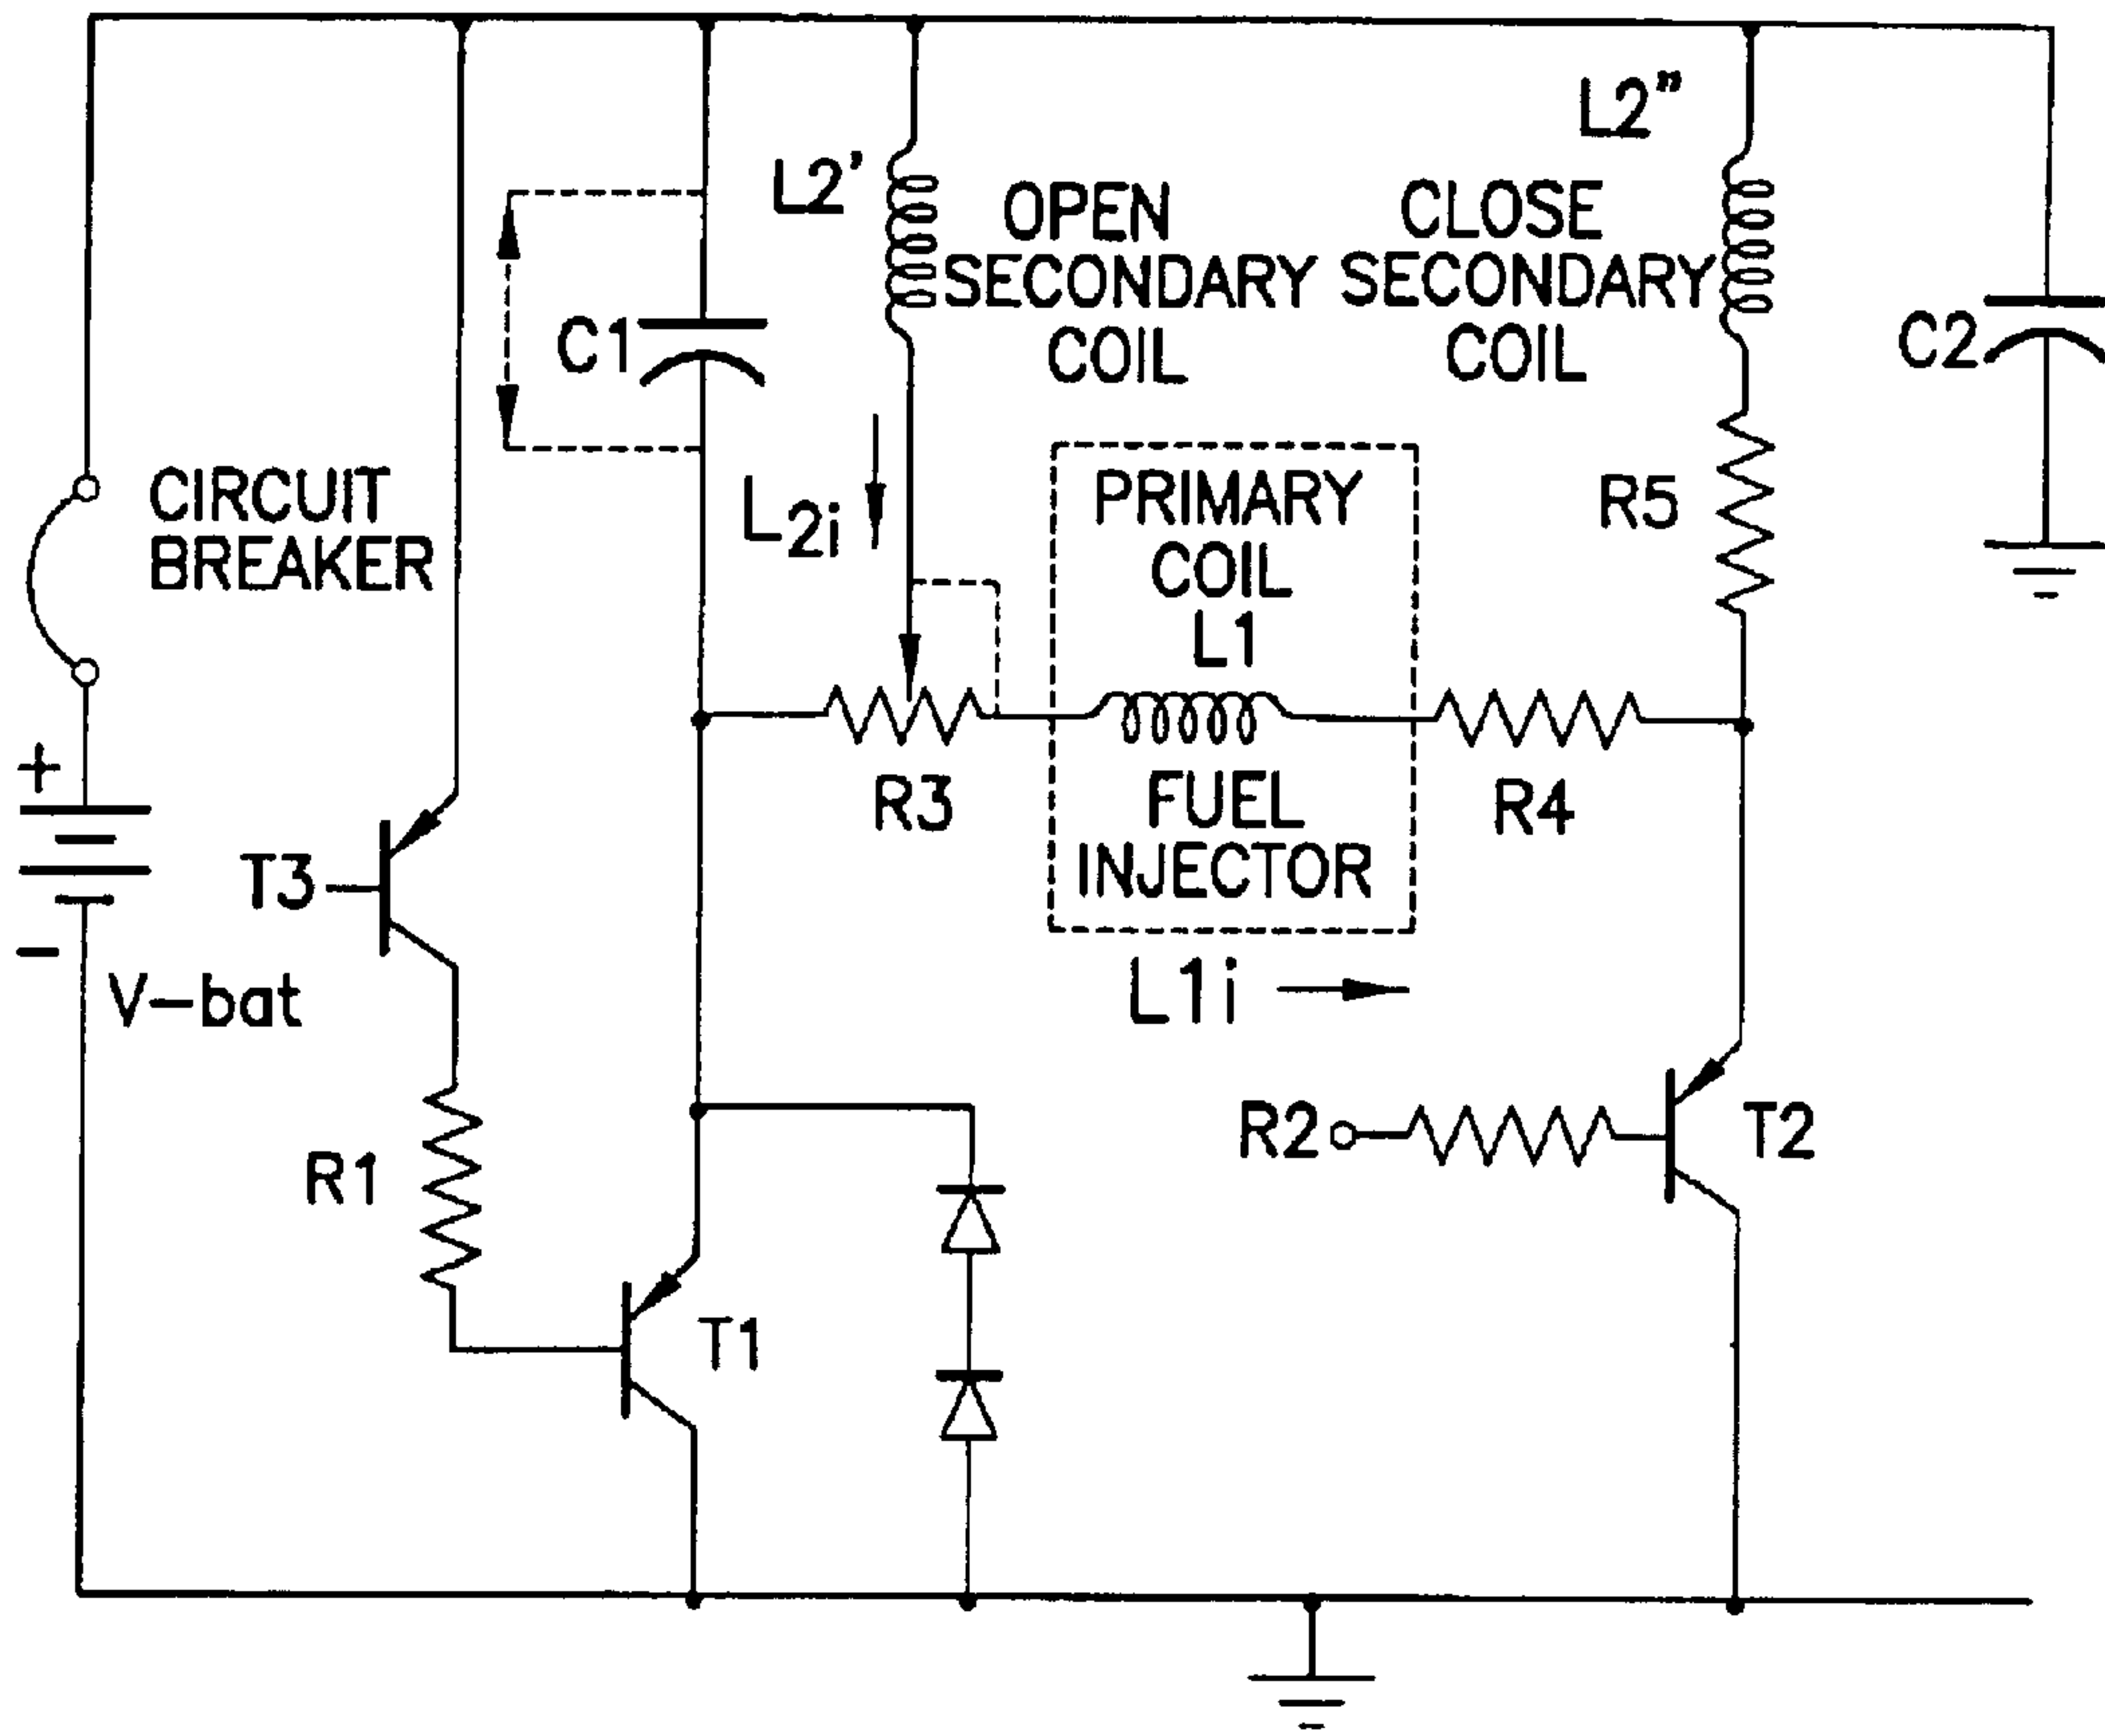 L2"
L2'
OPEN
SECONDARY
COIL
CLOSE
SECONDARY
COIL
C1
C2
CIRCUIT
BREAKER
L2i
PRIMARY
COIL
L1
R5
+
R3
FUEL
INJECTOR
R4
T3
−
V-bat
L1i
R1
R2
T2
T1